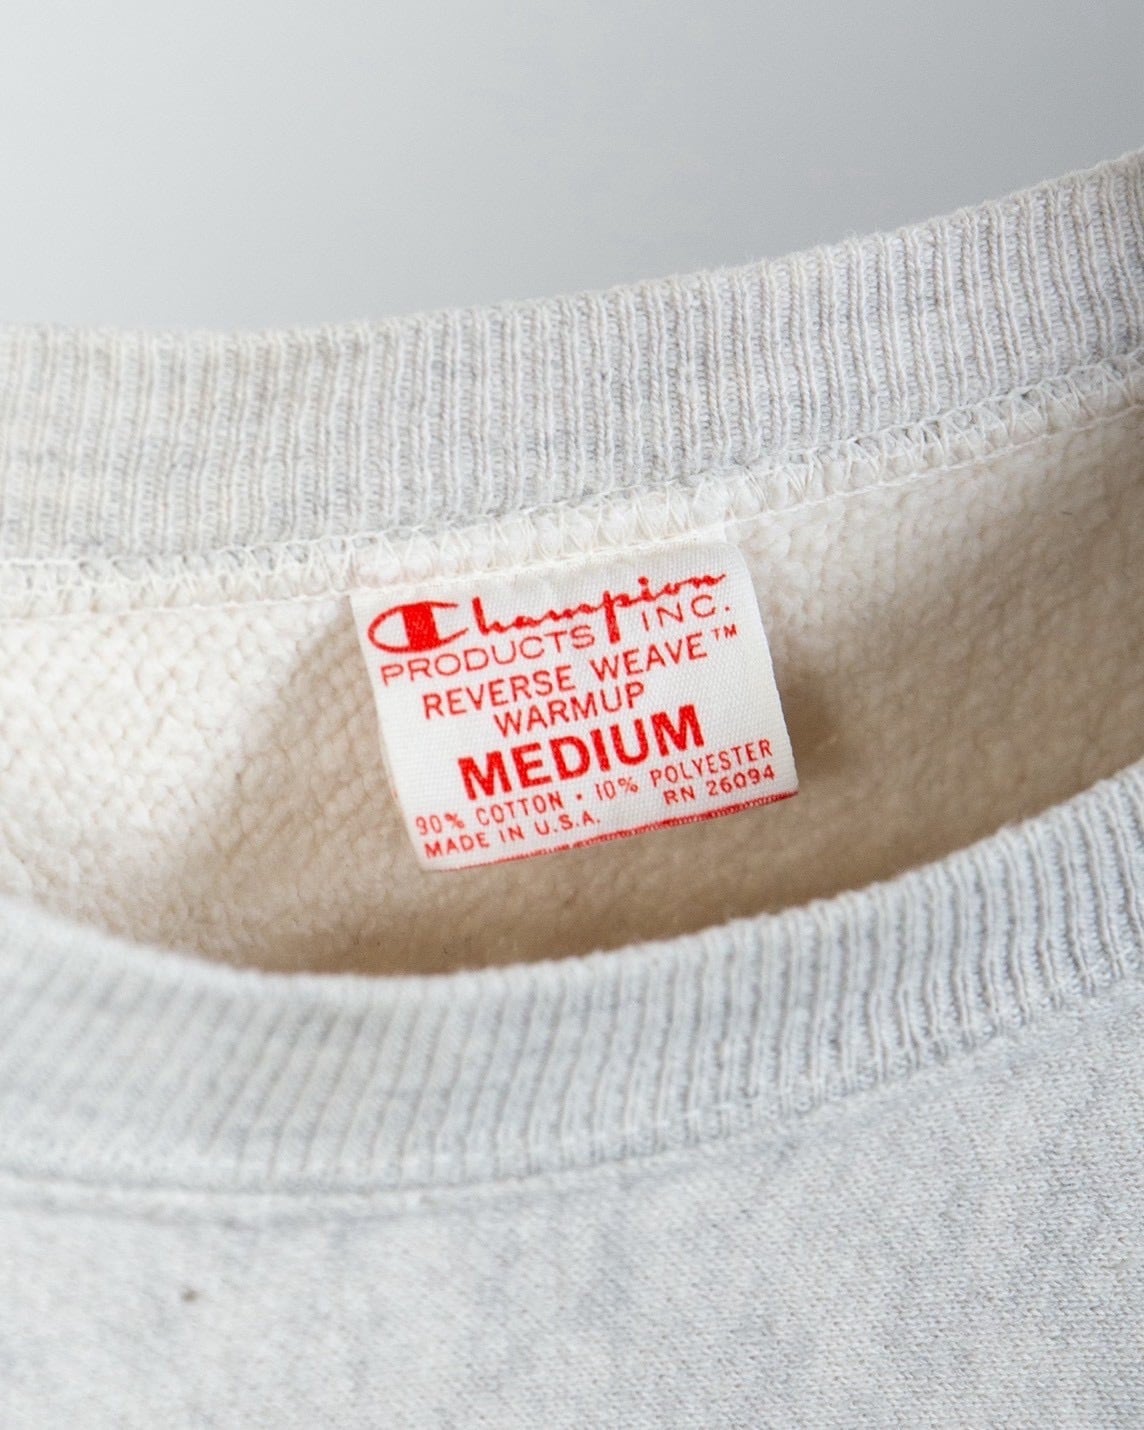 Champion
PRODUCTS INC.
REVERSE WEAVE™
WARMUP
MEDIUM
90% COTTON · 10% POLYESTER
MADE IN U.S.A. RN 26094